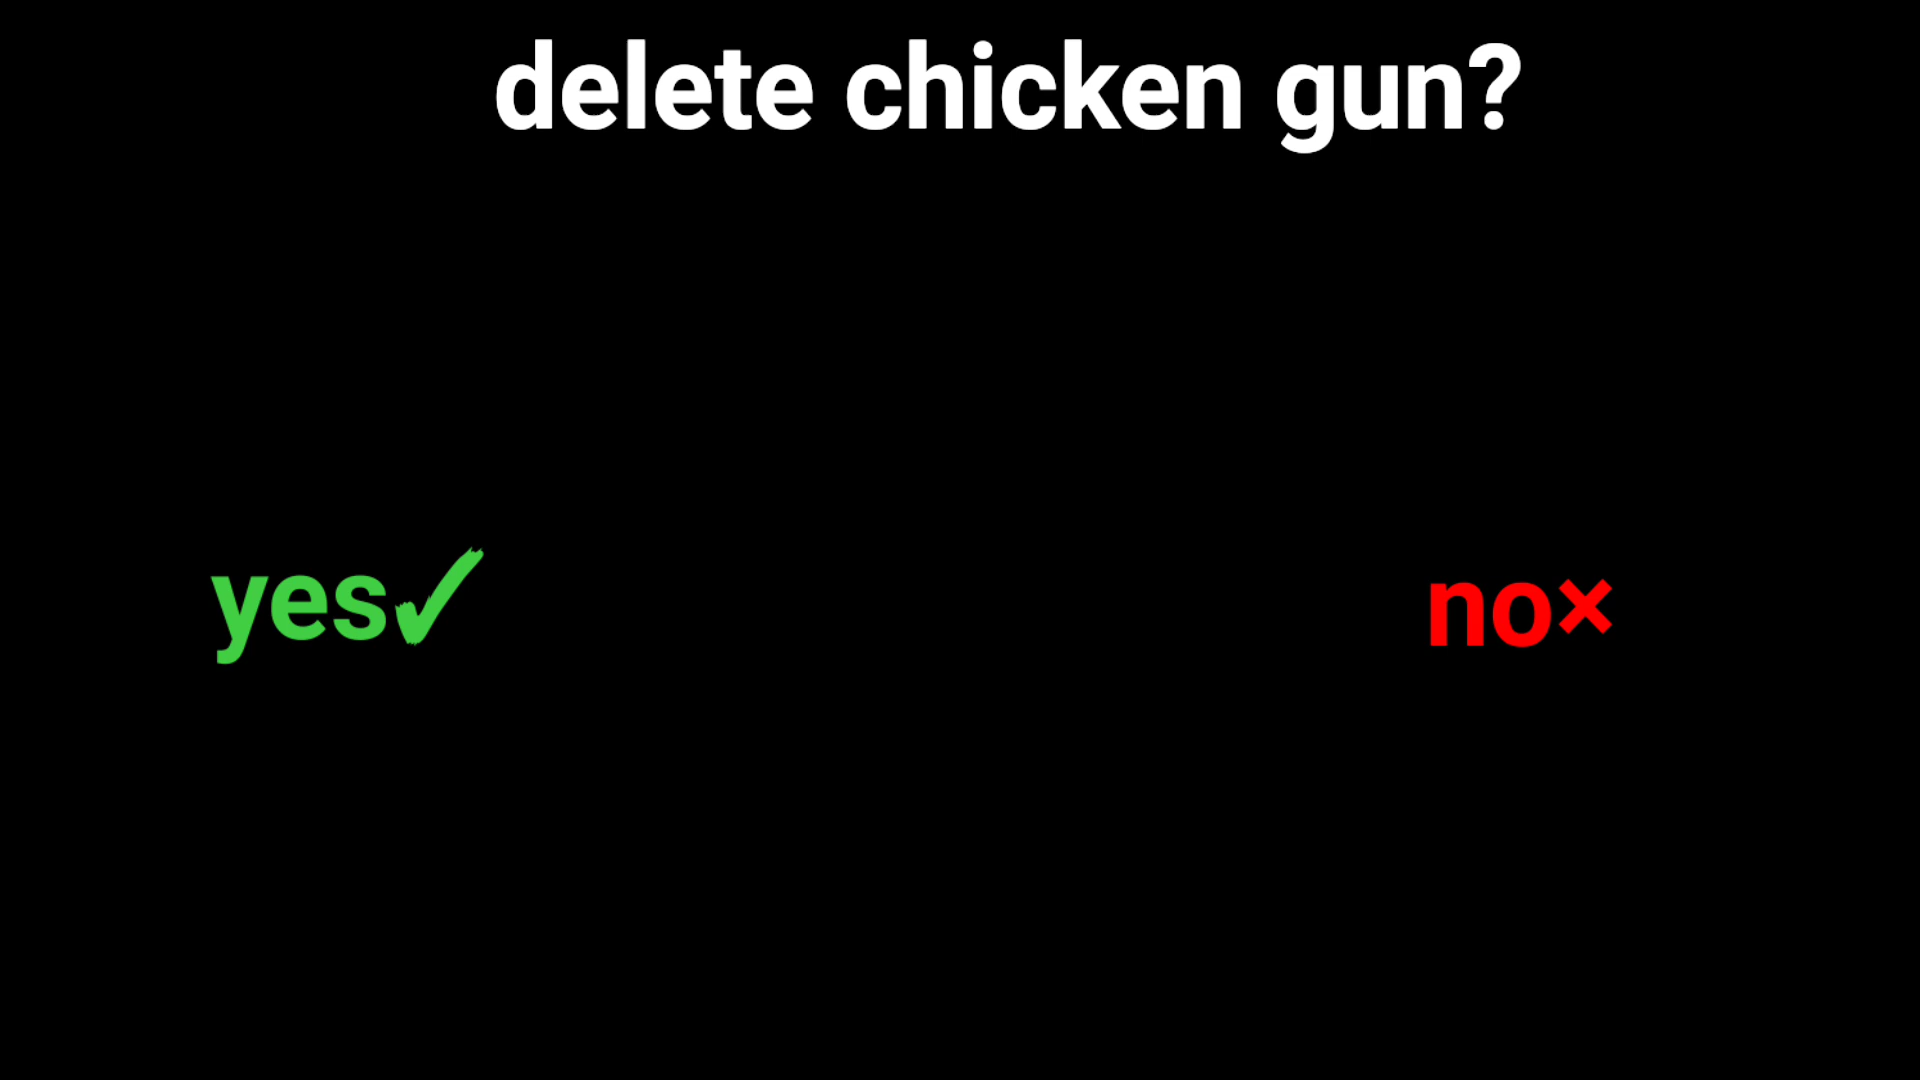 delete chicken gun?
yes✓
no×